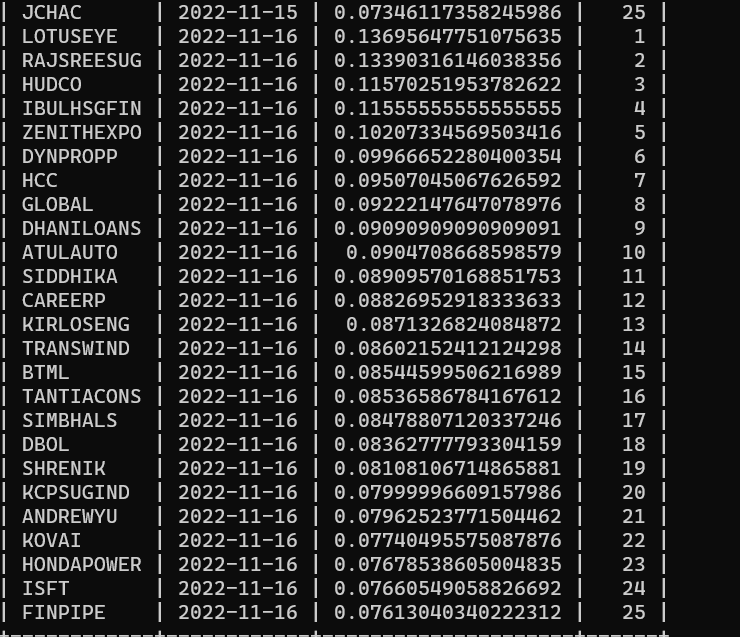 | JCHAC      | 2022-11-15 | 0.07346117358245986 |   25 |
| LOTUSEYE   | 2022-11-16 | 0.13695647751075635 |    1 |
| RAJSREESUG | 2022-11-16 | 0.13390316146038356 |    2 |
| HUDCO      | 2022-11-16 | 0.11570251953782622 |    3 |
| IBULHSGFIN | 2022-11-16 | 0.11555555555555555 |    4 |
| ZENITHEXPO | 2022-11-16 | 0.10207334569503416 |    5 |
| DYNPROPP   | 2022-11-16 | 0.09966652280400354 |    6 |
| HCC        | 2022-11-16 | 0.09507045067626592 |    7 |
| GLOBAL     | 2022-11-16 | 0.09222147647078976 |    8 |
| DHANILOANS | 2022-11-16 | 0.09090909090909091 |    9 |
| ATULAUTO   | 2022-11-16 |  0.0904708668598579 |   10 |
| SIDDHIKA   | 2022-11-16 | 0.08909570168851753 |   11 |
| CAREERP    | 2022-11-16 | 0.08826952918333633 |   12 |
| KIRLOSENG  | 2022-11-16 |  0.0871326824084872 |   13 |
| TRANSWIND  | 2022-11-16 | 0.08602152412124298 |   14 |
| BTML       | 2022-11-16 | 0.08544599506216989 |   15 |
| TANTIACONS | 2022-11-16 | 0.08536586784167612 |   16 |
| SIMBHALS   | 2022-11-16 | 0.08478807120337246 |   17 |
| DBOL       | 2022-11-16 | 0.08362777793304159 |   18 |
| SHRENIK    | 2022-11-16 | 0.08108106714865881 |   19 |
| KCPSUGIND  | 2022-11-16 | 0.07999996609157986 |   20 |
| ANDREWYU   | 2022-11-16 | 0.07962523771504462 |   21 |
| KOVAI      | 2022-11-16 | 0.07740495575087876 |   22 |
| HONDAPOWER | 2022-11-16 | 0.07678538605004835 |   23 |
| ISFT       | 2022-11-16 | 0.07660549058826692 |   24 |
| FINPIPE    | 2022-11-16 | 0.07613040340222312 |   25 |